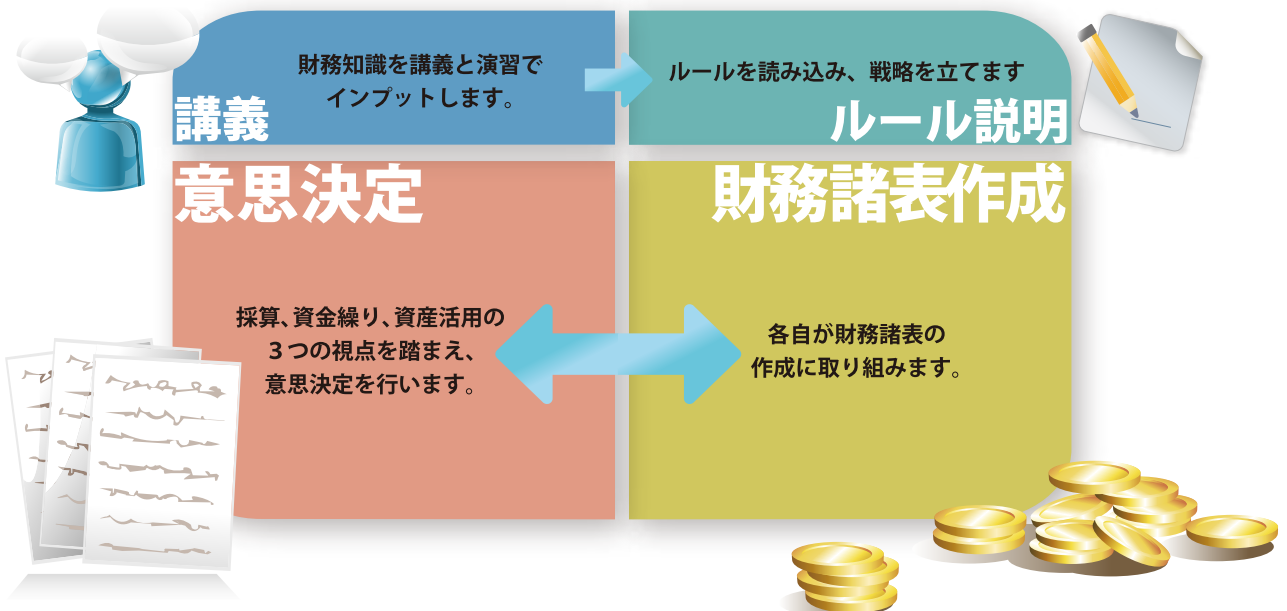 財務知識を講義と演習で
インプットします。
講義
ルールを読み込み、戦略を立てます
ルール説明
意思決定
採算、資金繰り、資産活用の
３つの視点を踏まえ、
意思決定を行います。
財務諸表作成
各自が財務諸表の
作成に取り組みます。